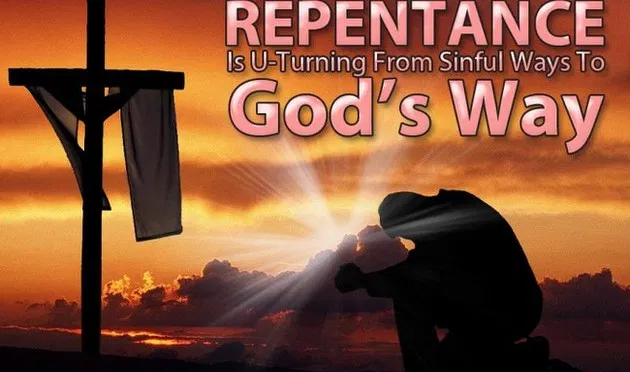 REPENTANCE
Is U-Turning From Sinful Ways To
God's Way